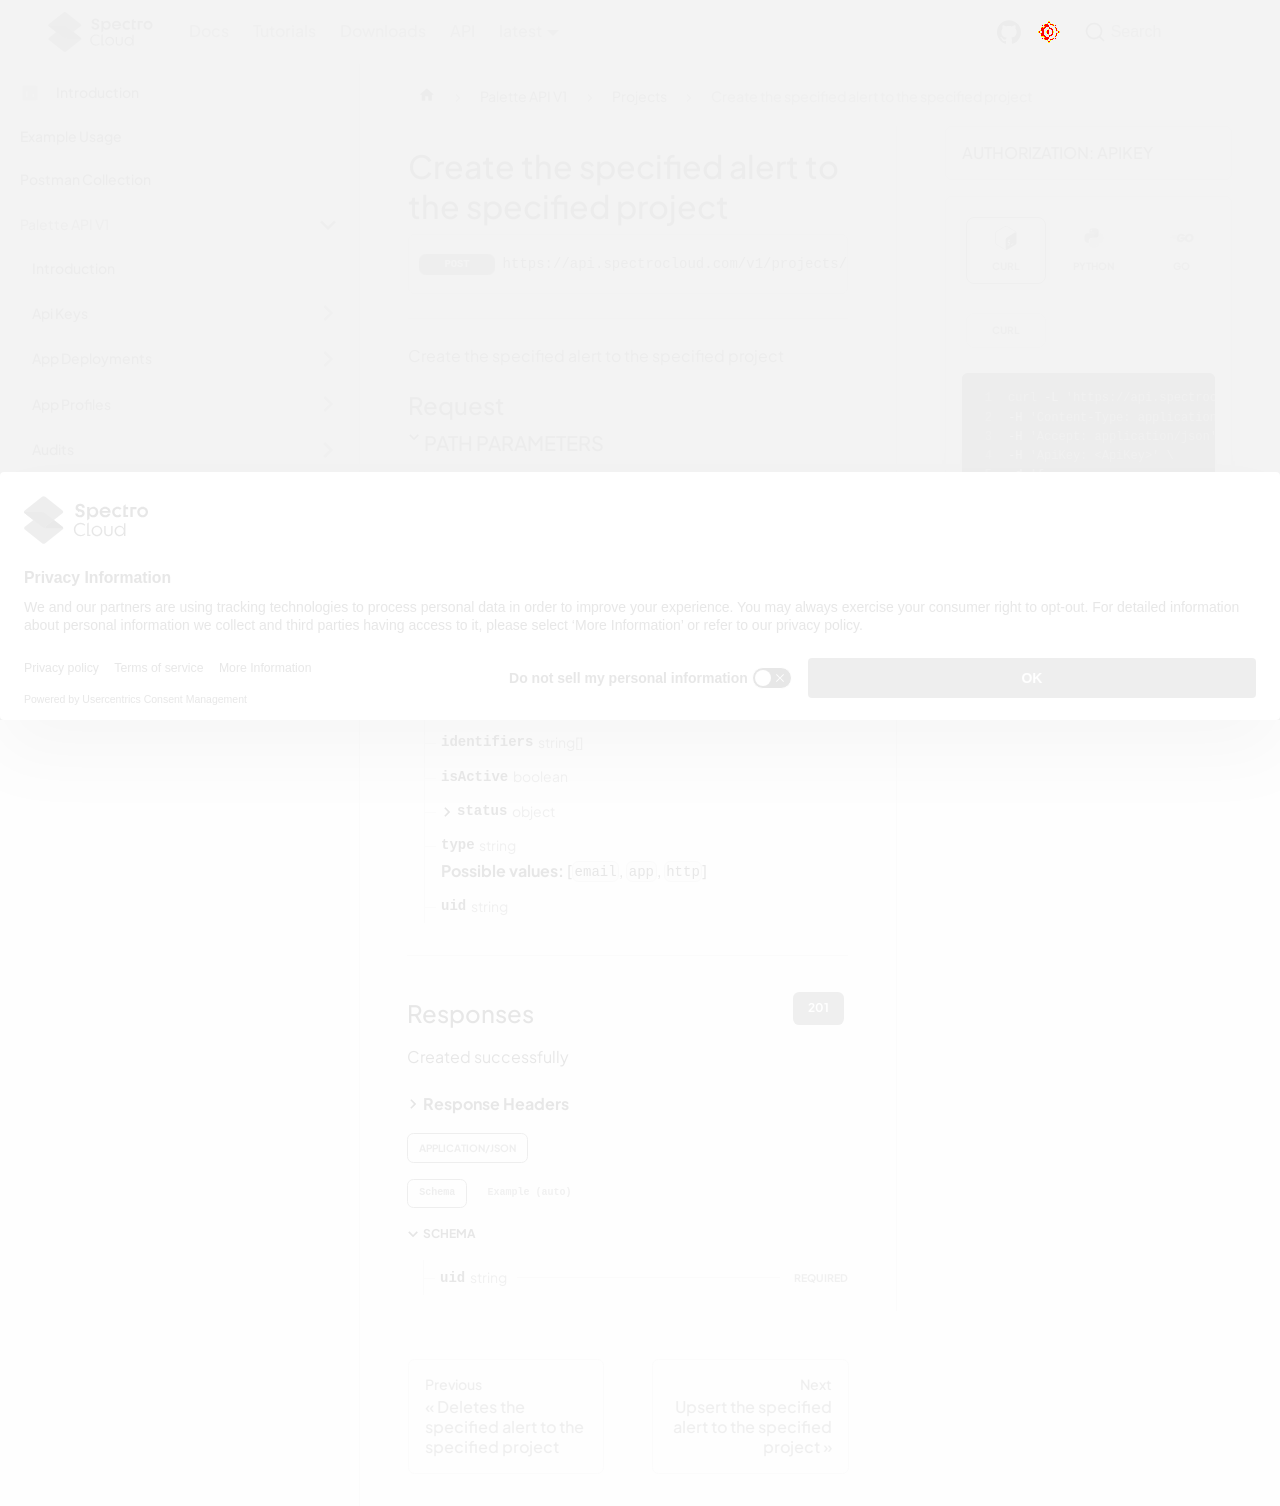 Spectro Cloud
Docs
Tutorials
Downloads
API
latest
Search
Introduction
Example Usage
Postman Collection
Palette API V1
Introduction
Api Keys
App Deployments
App Profiles
Audits
Palette API V1
Projects
Create the specified alert to the specified project
Create the specified alert to
the specified project
POST
https://api.spectrocloud.com/v1/projects/
Create the specified alert to the specified project
Request
PATH PARAMETERS
AUTHORIZATION: APIKEY
CURL
PYTHON
GO
CURL
Spectro
Cloud
Privacy Information
We and our partners are using tracking technologies to process personal data in order to improve your experience. You may always exercise your consumer right to opt-out. For detailed information
about personal information we collect and third parties having access to it, please select 'More Information' or refer to our privacy policy.
Privacy policy
Terms of service
More Information
Powered by Usercentrics Consent Management
Do not sell my personal information
OK
identifiers string[]
isActive boolean
status object
type string
Possible values: [email, app, http]
uid string
Responses
201
Created successfully
Response Headers
APPLICATION/JSON
Schema
Example (auto)
SCHEMA
uid string
REQUIRED
Previous
« Deletes the
specified alert to the
specified project
Next
Upsert the specified
alert to the specified
project »